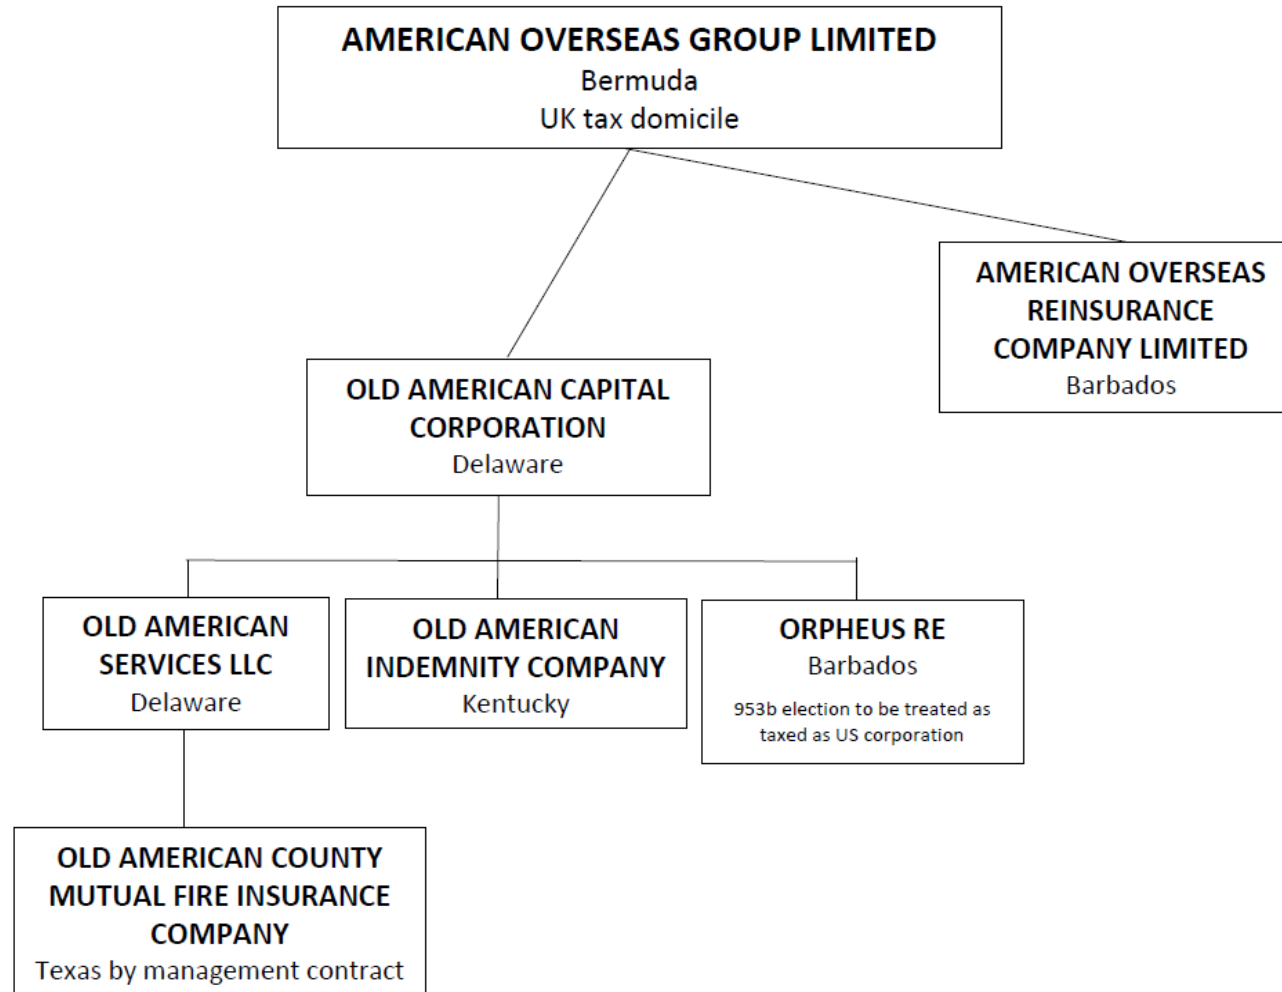 AMERICAN OVERSEAS GROUP LIMITED
Bermuda
UK tax domicile
AMERICAN OVERSEAS
REINSURANCE
COMPANY LIMITED
Barbados
OLD AMERICAN CAPITAL
CORPORATION
Delaware
OLD AMERICAN
SERVICES LLC
Delaware
OLD AMERICAN
INDEMNITY COMPANY
Kentucky
ORPHEUS RE
Barbados
953b election to be treated as
taxed as US corporation
OLD AMERICAN COUNTY
MUTUAL FIRE INSURANCE
COMPANY
Texas by management contract